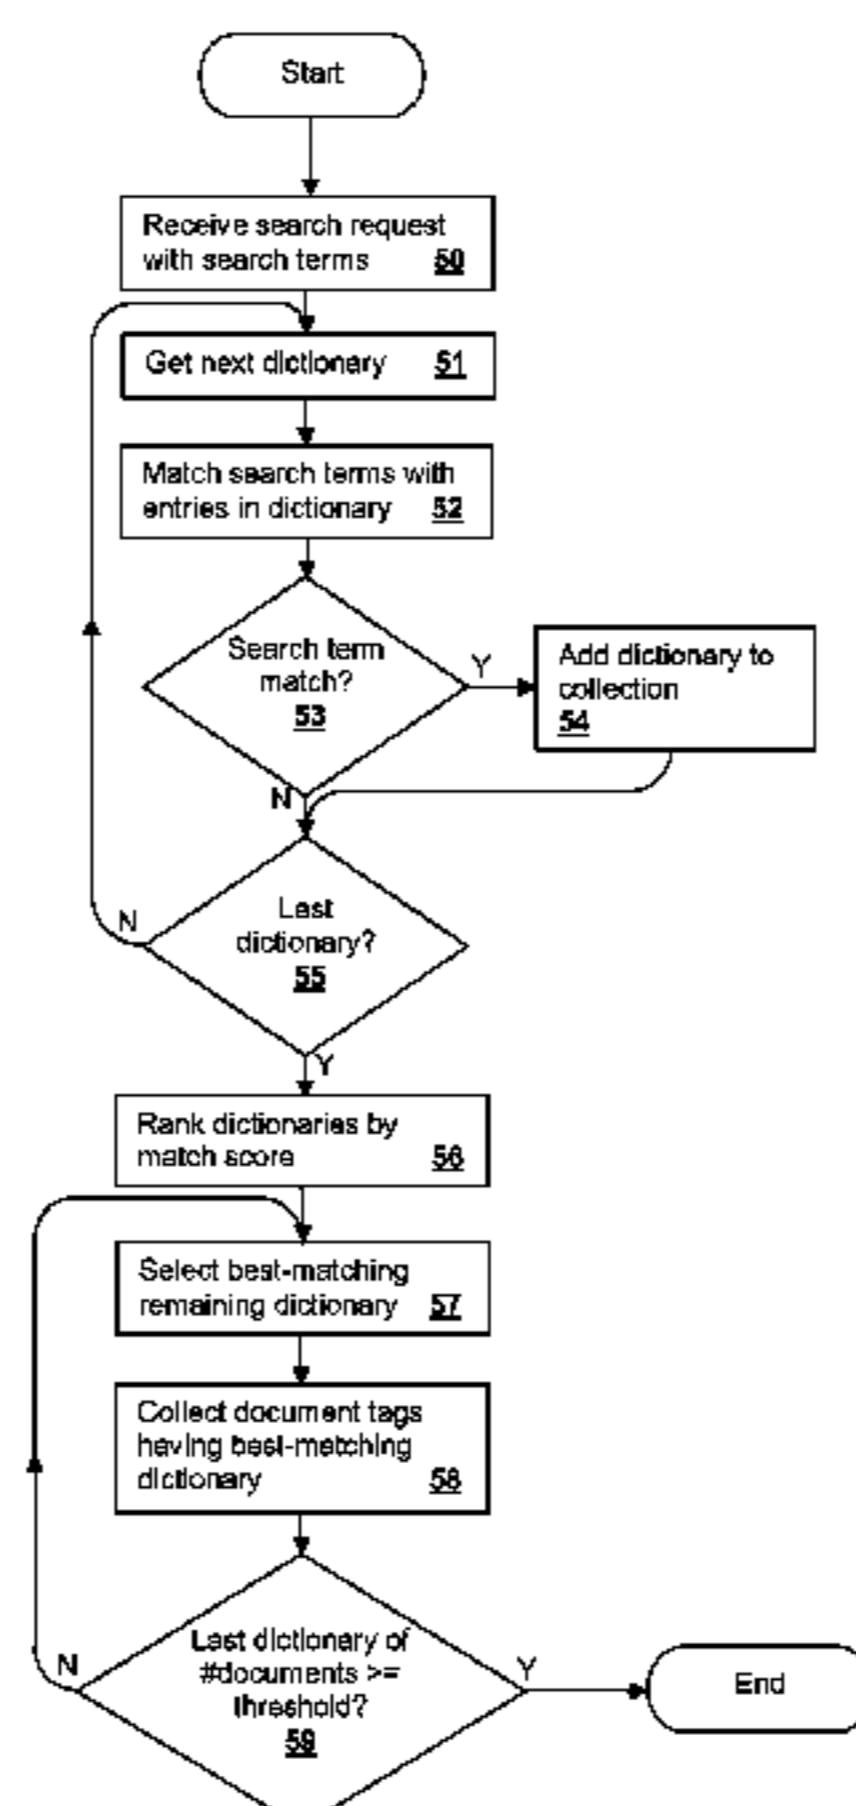 Start
Receive search request
with search terms 50
Get next dictionary 51
Match search terms with
entries in dictionary 52
Search term
match?
53
Y
Add dictionary to
collection
54
N
Last
dictionary?
55
N
Y
Rank dictionaries by
match score 56
Select best-matching
remaining dictionary 57
Collect document tags
having best-matching
dictionary 58
Last dictionary of
#documents >=
threshold?
59
N
Y
End